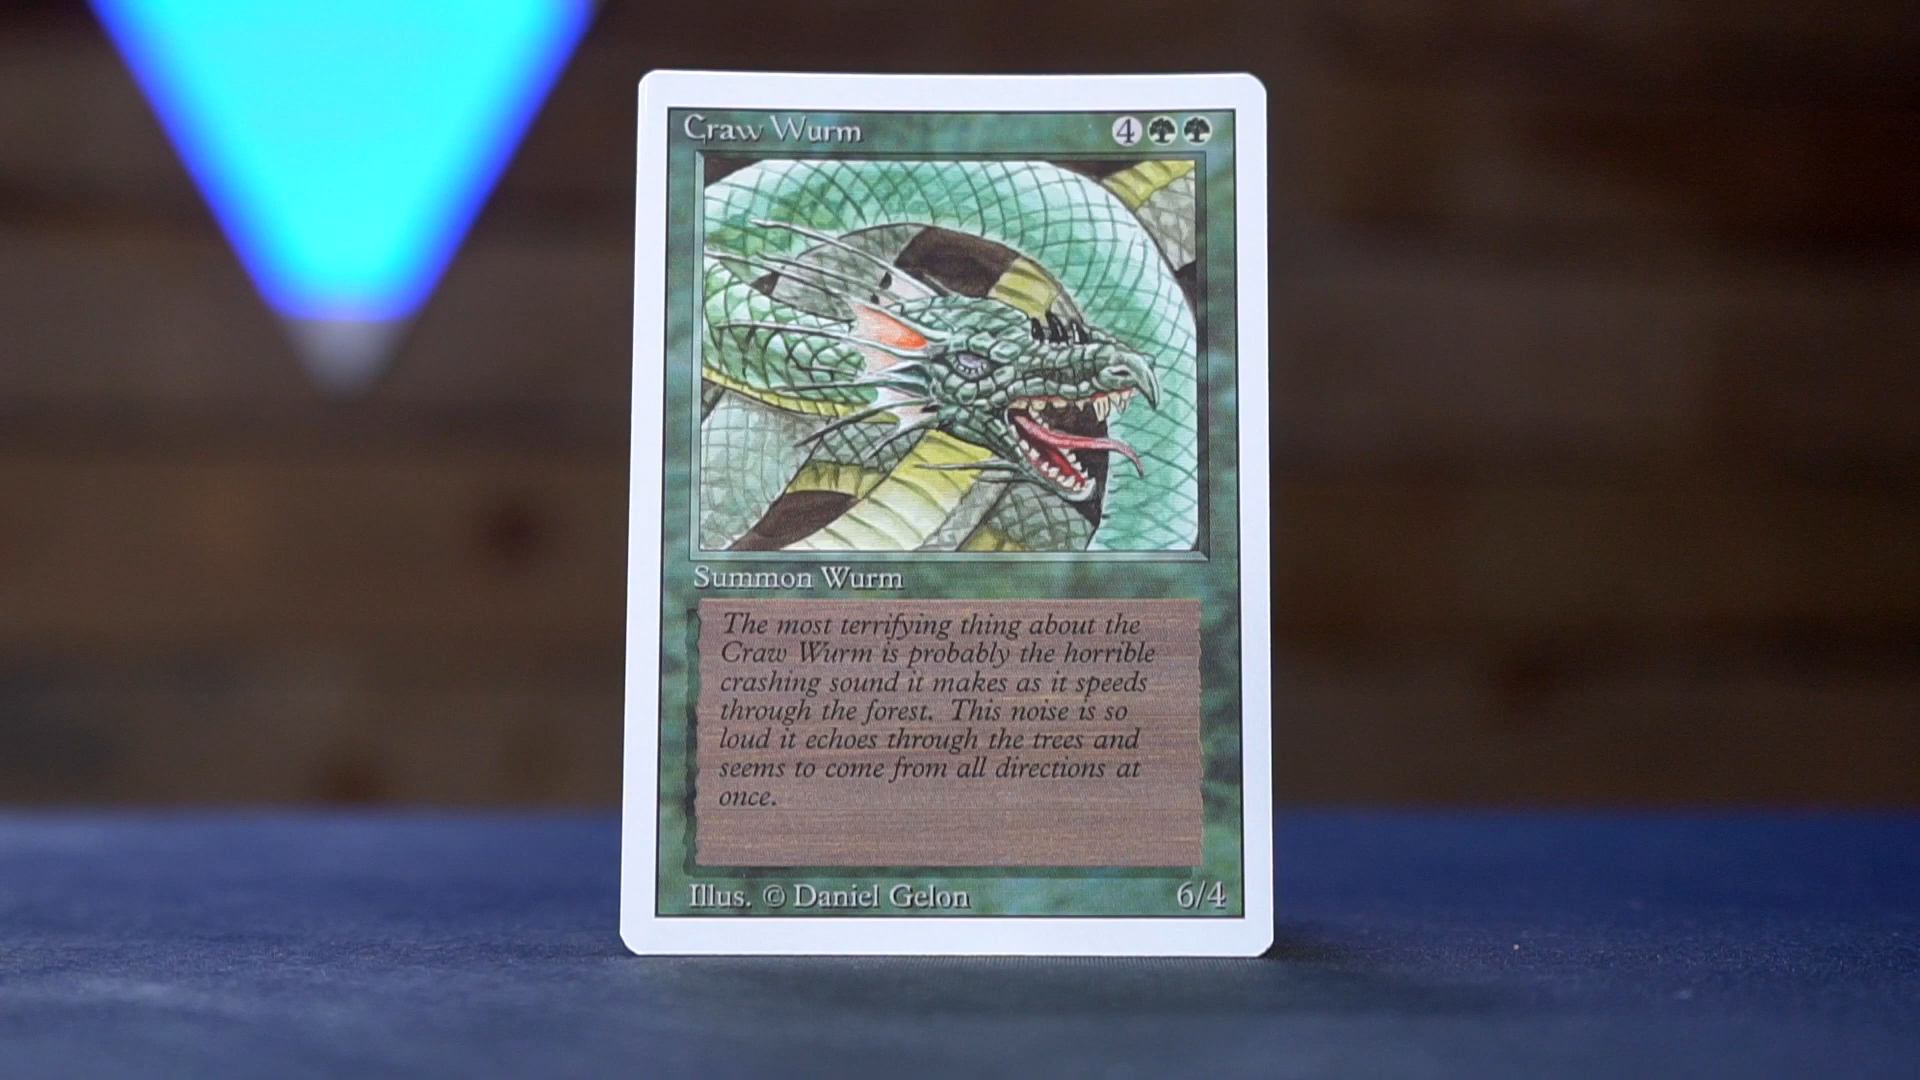 Craw Wurm 4
Summon Wurm
The most terrifying thing about the
Craw Wurm is probably the horrible
crashing sound it makes as it speeds
through the forest. This noise is so
loud it echoes through the trees and
seems to come from all directions at
once.
Illus. © Daniel Gelon 6/4